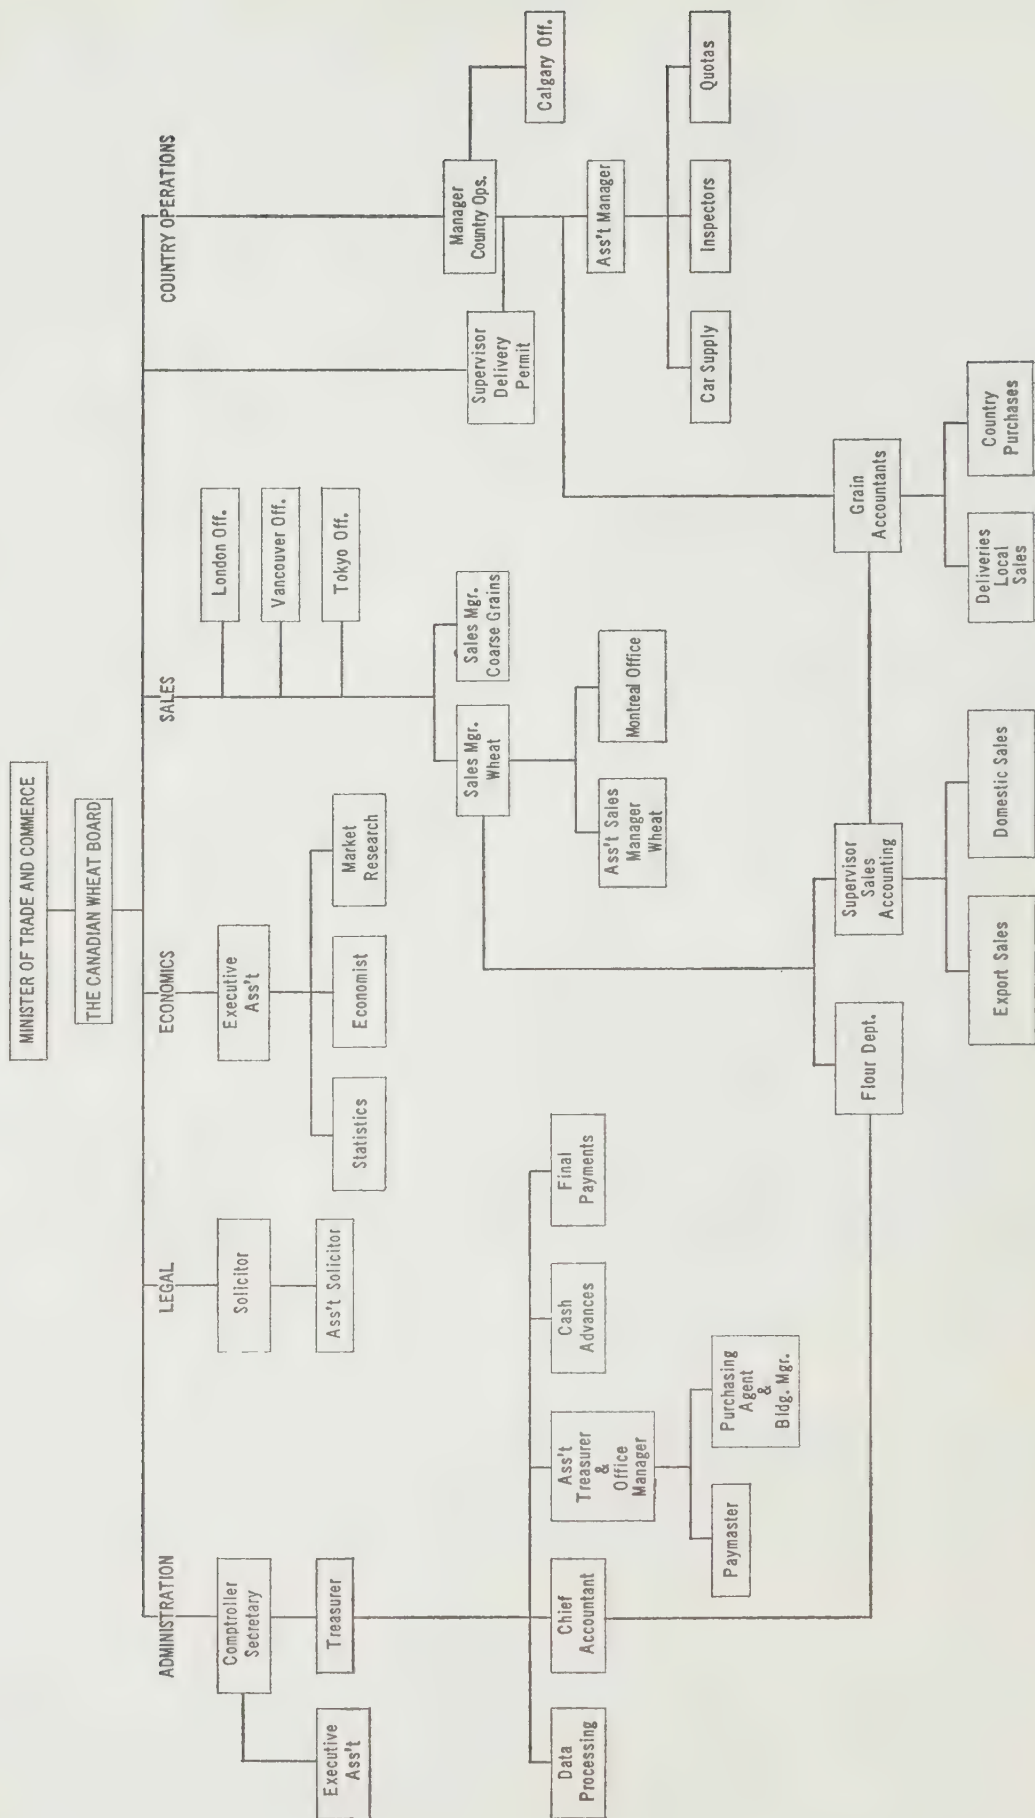 MINISTER OF TRADE AND COMMERCE
THE CANADIAN WHEAT BOARD
ADMINISTRATION
Comptroller
Secretary
Executive
Ass't
Treasurer
Data
Processing
Chief
Accountant
Ass't
Treasurer
&
Office
Manager
Paymaster
Purchasing
Agent
&
Bldg. Mgr.
Cash
Advances
Final
Payments
LEGAL
Solicitor
Ass't Solicitor
ECONOMICS
Executive
Ass't
Statistics
Economist
Market
Research
SALES
London Off.
Vancouver Off.
Tokyo Off.
Sales Mgr.
Wheat
Sales Mgr.
Coarse Grains
Ass't Sales
Manager
Wheat
Montreal Office
COUNTRY OPERATIONS
Supervisor
Delivery
Permit
Manager
Country Ops.
Calgary Off.
Ass't Manager
Car Supply
Inspectors
Quotas
Flour Dept.
Supervisor
Sales
Accounting
Export Sales
Domestic Sales
Grain
Accountants
Deliveries
Local
Sales
Country
Purchases